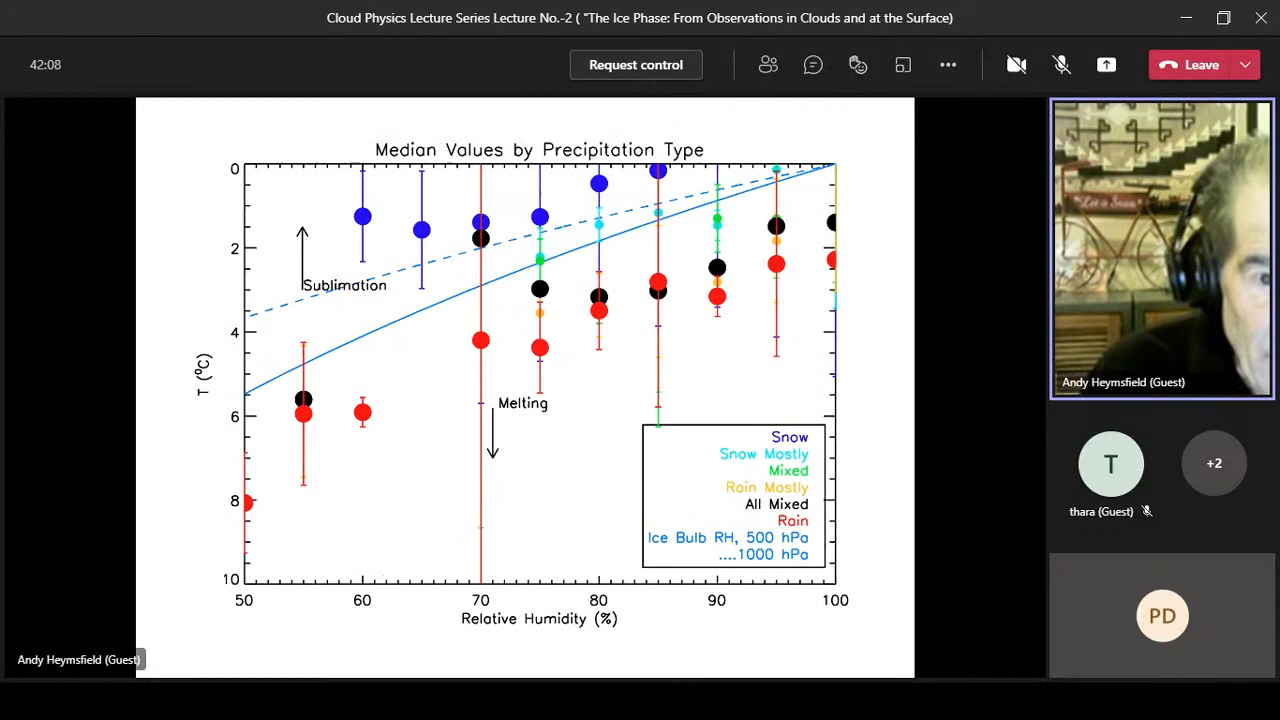 Cloud Physics Lecture Series Lecture No.-2 ( "The Ice Phase: From Observations in Clouds and at the Surface)
42:08
Request control
Leave
Median Values by Precipitation Type
0
2
4
6
8
10
T (°C)
Sublimation
Melting
Snow
Snow Mostly
Mixed
Rain Mostly
All Mixed
Rain
Ice Bulb RH, 500 hPa
....1000 hPa
50 60 70 80 90 100
Relative Humidity (%)
Andy Heymsfield (Guest)
Let it Snow
Andy Heymsfield (Guest)
T
+2
thara (Guest)
PD